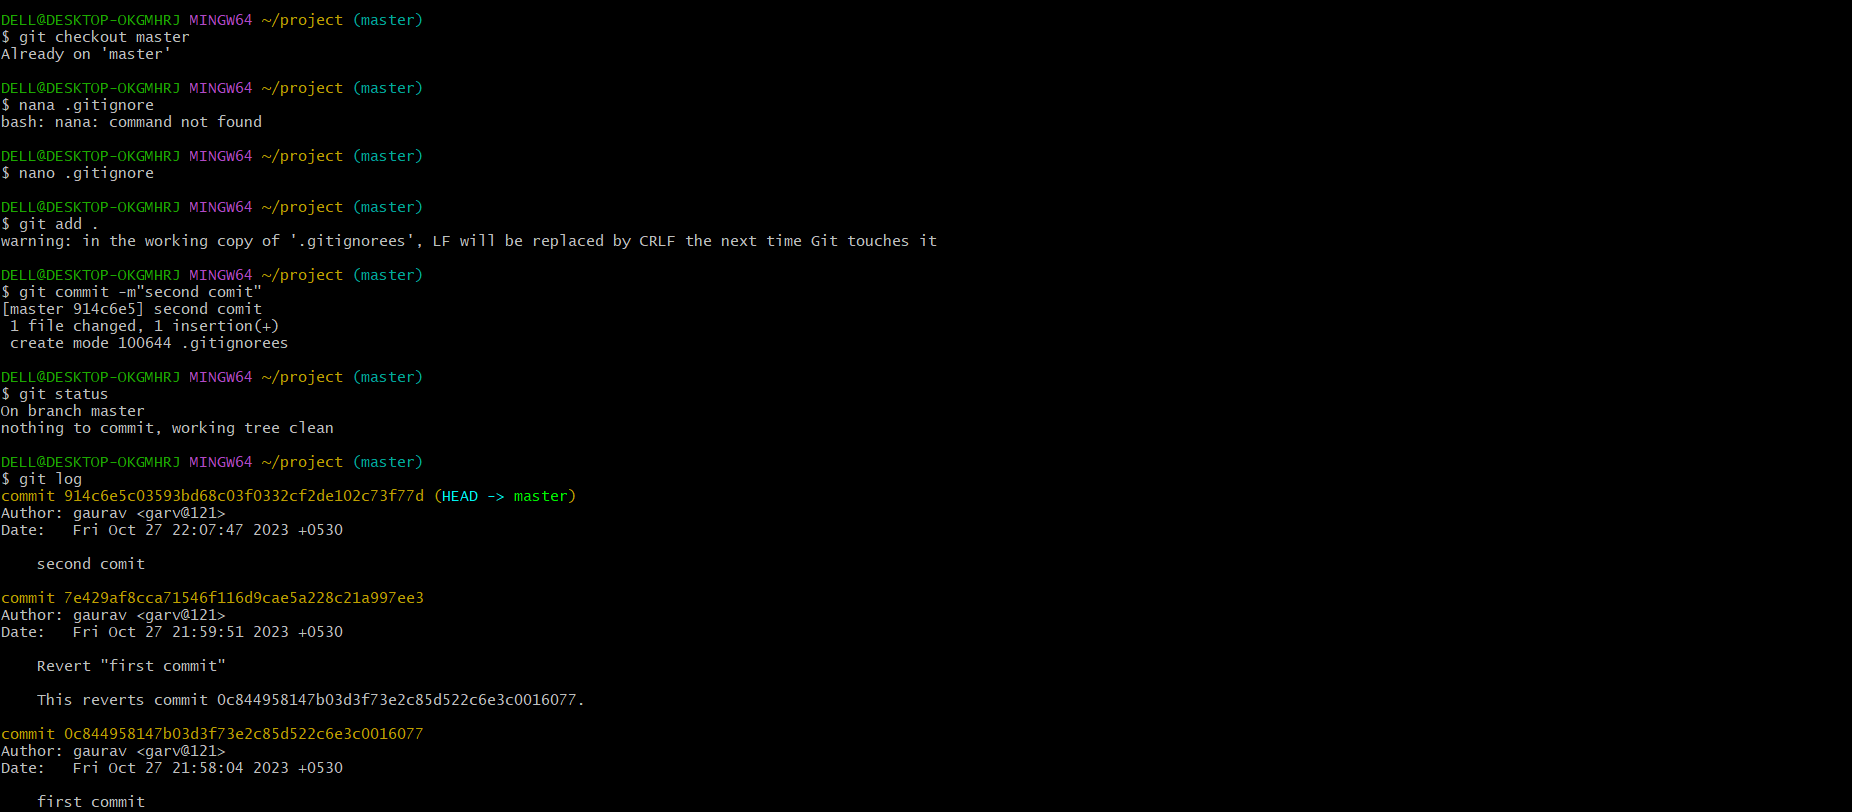 DELL@DESKTOP-OKGMHRJ MINGW64 ~/project (master)
$ git checkout master
Already on 'master'
DELL@DESKTOP-OKGMHRJ MINGW64 ~/project (master)
$ nana .gitignore
bash: nana: command not found
DELL@DESKTOP-OKGMHRJ MINGW64 ~/project (master)
$ nano .gitignore
DELL@DESKTOP-OKGMHRJ MINGW64 ~/project (master)
$ git add .
warning: in the working copy of '.gitignorees', LF will be replaced by CRLF the next time Git touches it
DELL@DESKTOP-OKGMHRJ MINGW64 ~/project (master)
$ git commit -m"second comit"
[master 914c6e5] second comit
 1 file changed, 1 insertion(+)
 create mode 100644 .gitignorees
DELL@DESKTOP-OKGMHRJ MINGW64 ~/project (master)
$ git status
On branch master
nothing to commit, working tree clean
DELL@DESKTOP-OKGMHRJ MINGW64 ~/project (master)
$ git log
commit 914c6e5c03593bd68c03f0332cf2de102c73f77d (HEAD -> master)
Author: gaurav <garv@121>
Date:   Fri Oct 27 22:07:47 2023 +0530
    second comit
commit 7e429af8cca71546f116d9cae5a228c21a997ee3
Author: gaurav <garv@121>
Date:   Fri Oct 27 21:59:51 2023 +0530
    Revert "first commit"
    This reverts commit 0c844958147b03d3f73e2c85d522c6e3c0016077.
commit 0c844958147b03d3f73e2c85d522c6e3c0016077
Author: gaurav <garv@121>
Date:   Fri Oct 27 21:58:04 2023 +0530
    first commit